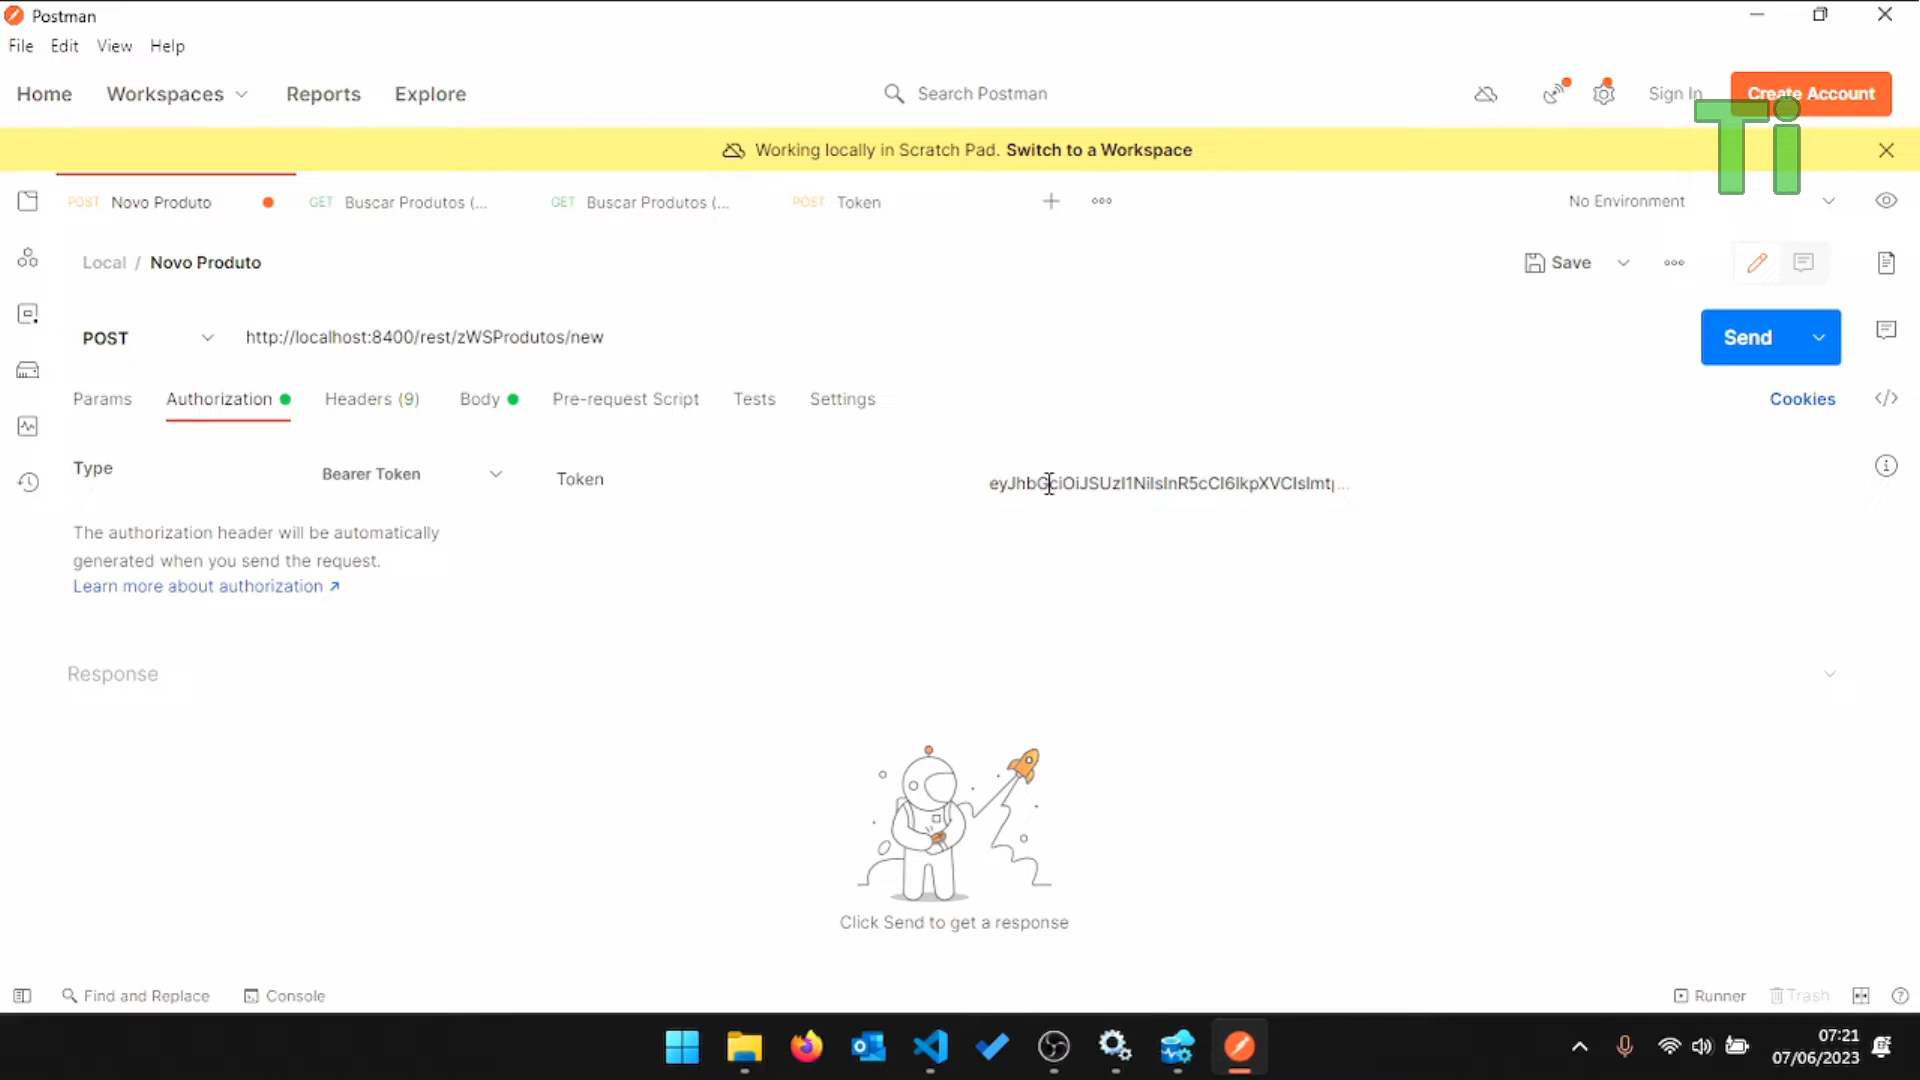 Postman
File Edit View Help
Home Workspaces Reports Explore Search Postman Sign In Create Account
Ti
Working locally in Scratch Pad. Switch to a Workspace
POST Novo Produto GET Buscar Produtos (... GET Buscar Produtos (... POST Token No Environment
Local / Novo Produto Save
POST http://localhost:8400/rest/zWSProdutos/new Send
Params Authorization Headers (9) Body Pre-request Script Tests Settings Cookies
Type Bearer Token Token eyJhbGciOiJSUzI1NiIsInR5cCI6IkpXVCIsImtp...
The authorization header will be automatically
generated when you send the request.
Learn more about authorization ↗
Response
Click Send to get a response
Find and Replace Console Runner Trash
07:21
07/06/2023